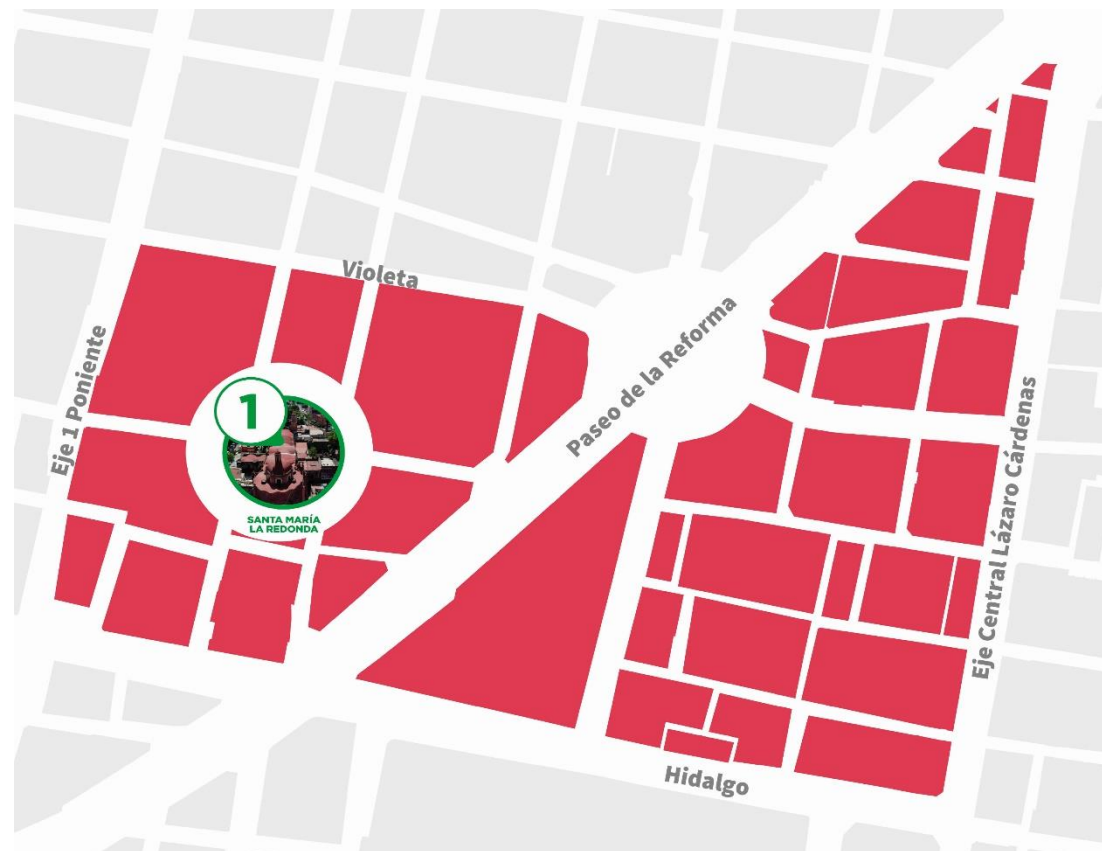 Violeta
Eje 1 Poniente
1
SANTA MARÍA
LA REDONDA
Paseo de la Reforma
Eje Central Lázaro Cárdenas
Hidalgo